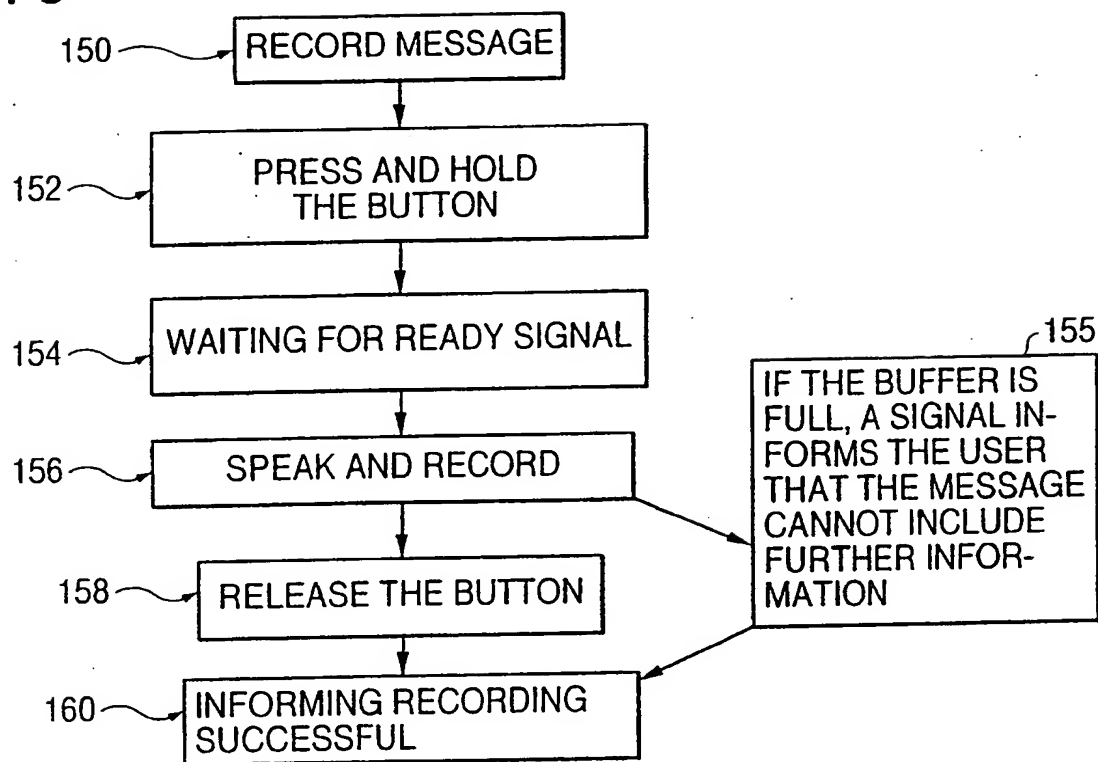 150
RECORD MESSAGE
152
PRESS AND HOLD
THE BUTTON
154
WAITING FOR READY SIGNAL
156
SPEAK AND RECORD
155
IF THE BUFFER IS
FULL, A SIGNAL IN-
FORMS THE USER
THAT THE MESSAGE
CANNOT INCLUDE
FURTHER INFOR-
MATION
158
RELEASE THE BUTTON
160
INFORMING RECORDING
SUCCESSFUL